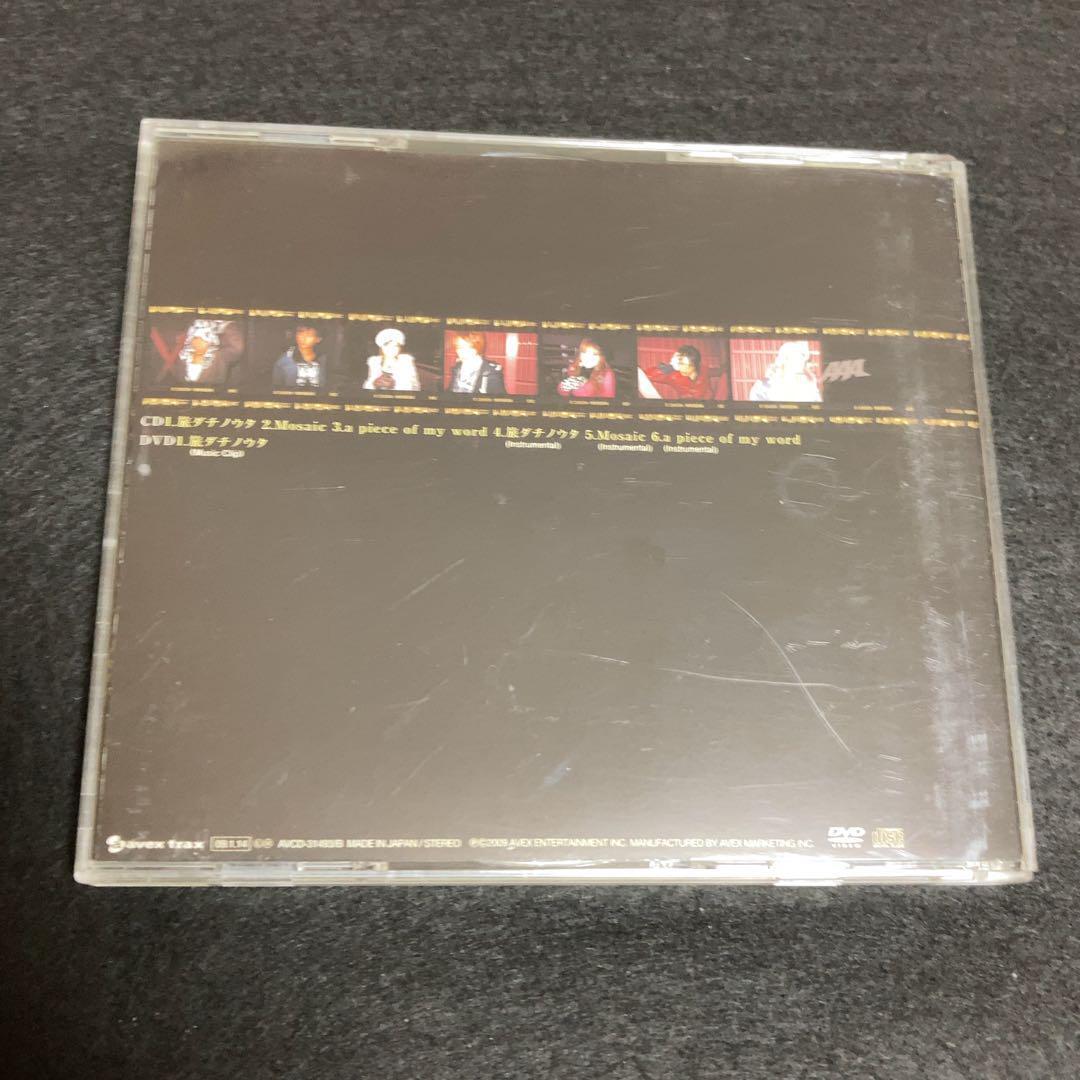 AAA
CD1.旅ダチノウタ 2.Mosaic 3.a piece of my word 4.旅ダチノウタ 5.Mosaic 6.a piece of my word
(Instrumental) (Instrumental) (Instrumental)
DVD1.旅ダチノウタ
(Music Clip)
avex trax 09.1.14 AVCD-31493/B MADE IN JAPAN / STEREO ℗©2009 AVEX ENTERTAINMENT INC. MANUFACTURED BY AVEX MARKETING INC. DVD VIDEO